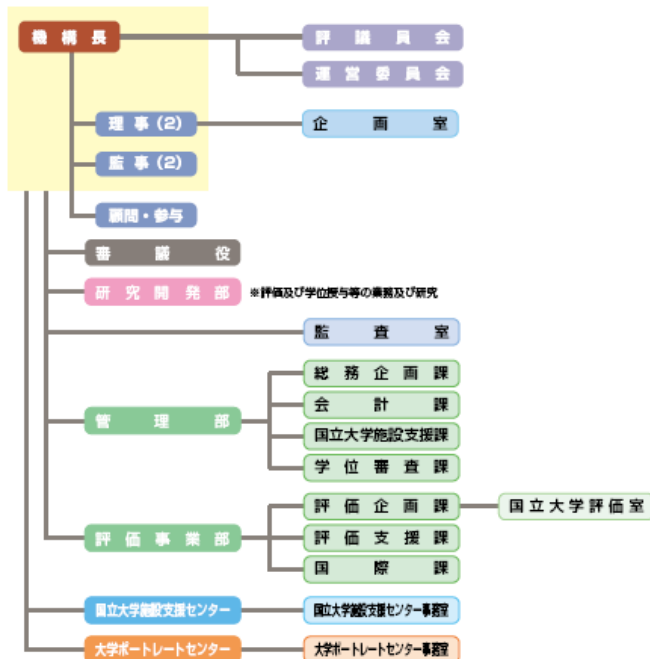 機構長
評議員会
運営委員会
理事(2)
企画室
監事(2)
顧問・参与
審議役
研究開発部 ※評価及び学位授与等の業務及び研究
監査室
総務企画課
会計課
管理部
国立大学施設支援課
学位審査課
評価企画課
国立大学評価室
評価事業部
評価支援課
国際課
国立大学施設支援センター
国立大学施設支援センター事務室
大学ポートレートセンター
大学ポートレートセンター事務室